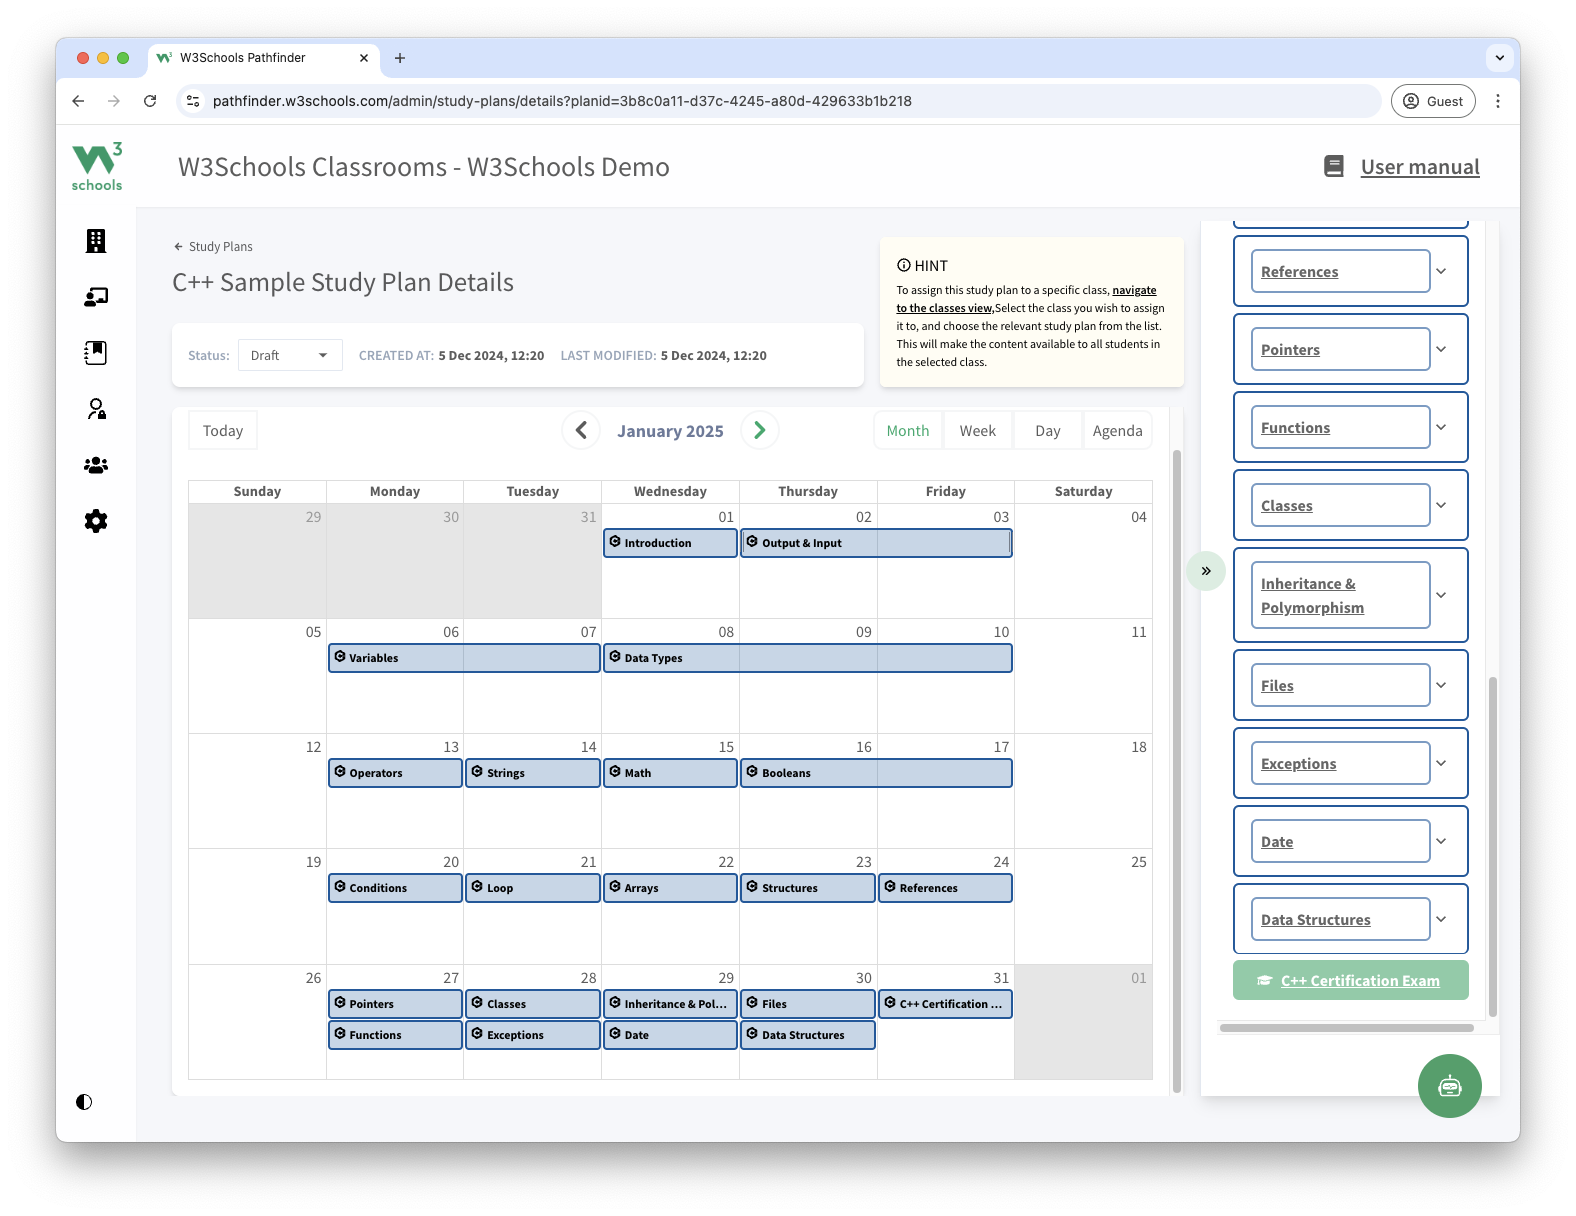 W3Schools Pathfinder
pathfinder.w3schools.com/admin/study-plans/details?planid=3b8c0a11-d37c-4245-a80d-429633b1b218
Guest
3
schools
W3Schools Classrooms - W3Schools Demo
User manual
Study Plans
C++ Sample Study Plan Details
Status: Draft CREATED AT: 5 Dec 2024, 12:20 LAST MODIFIED: 5 Dec 2024, 12:20
HINT
To assign this study plan to a specific class, navigate
to the classes view,Select the class you wish to assign
it to, and choose the relevant study plan from the list.
This will make the content available to all students in
the selected class.
Today January 2025 Month Week Day Agenda
Sunday Monday Tuesday Wednesday Thursday Friday Saturday
29 30 31 01 02 03 04
Introduction Output & Input
05 06 07 08 09 10 11
Variables Data Types
12 13 14 15 16 17 18
Operators Strings Math Booleans
19 20 21 22 23 24 25
Conditions Loop Arrays Structures References
26 27 28 29 30 31 01
Pointers Classes Inheritance & Pol... Files C++ Certification ...
Functions Exceptions Date Data Structures
References
Pointers
Functions
Classes
Inheritance &
Polymorphism
Files
Exceptions
Date
Data Structures
C++ Certification Exam